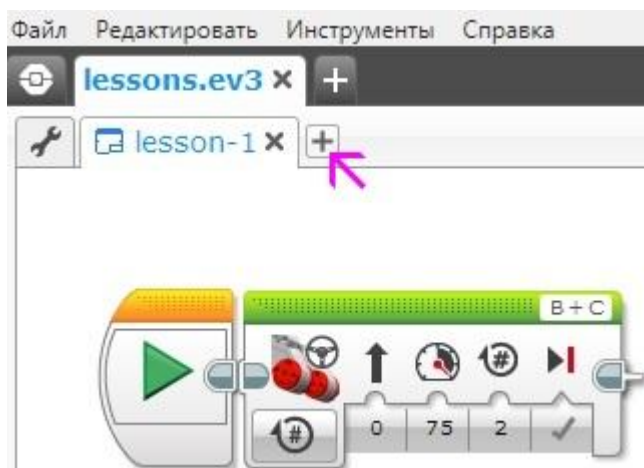 Файл Редактировать Инструменты Справка
lessons.ev3
lesson-1
B + C
#
#
0 75 2